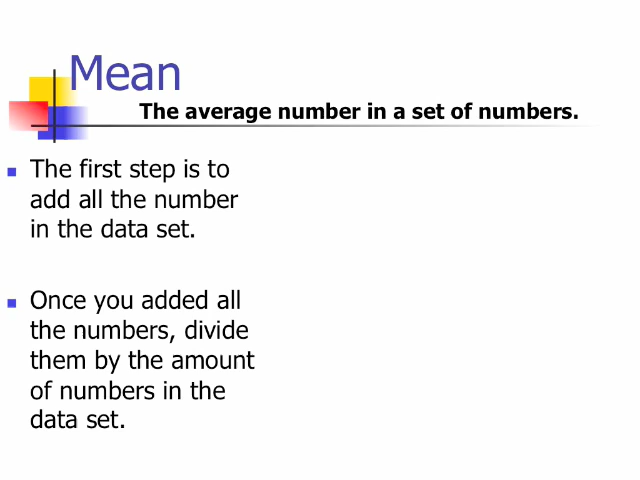 Mean
The average number in a set of numbers.
The first step is to
add all the number
in the data set.
Once you added all
the numbers, divide
them by the amount
of numbers in the
data set.